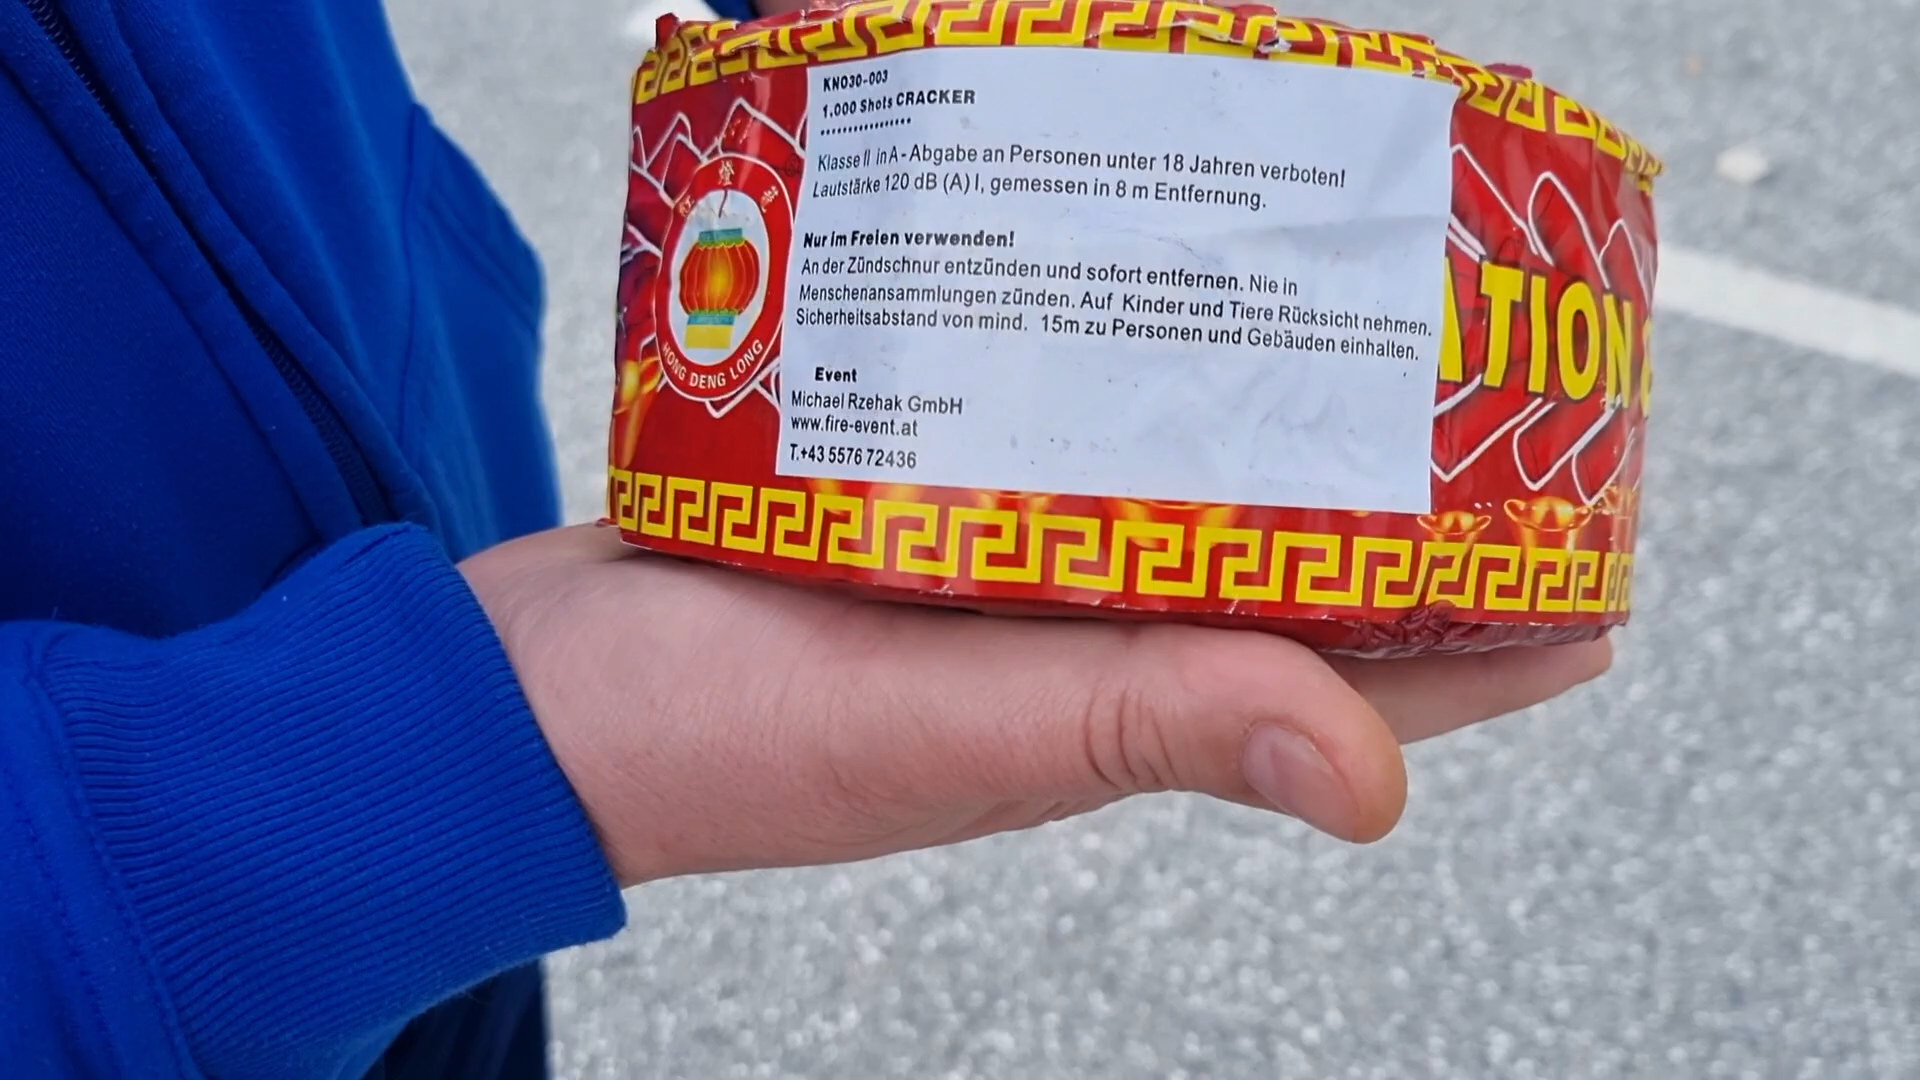 KNO30-003
1.000 Shots CRACKER
Klasse II in A - Abgabe an Personen unter 18 Jahren verboten!
Lautstärke 120 dB (A) I, gemessen in 8 m Entfernung.
Nur im Freien verwenden!
An der Zündschnur entzünden und sofort entfernen. Nie in
Menschenansammlungen zünden. Auf Kinder und Tiere Rücksicht nehmen.
Sicherheitsabstand von mind. 15m zu Personen und Gebäuden einhalten.
Event
Michael Rzehak GmbH
www.fire-event.at
T.+43 5576 72436
HONG DENG LONG
ATION